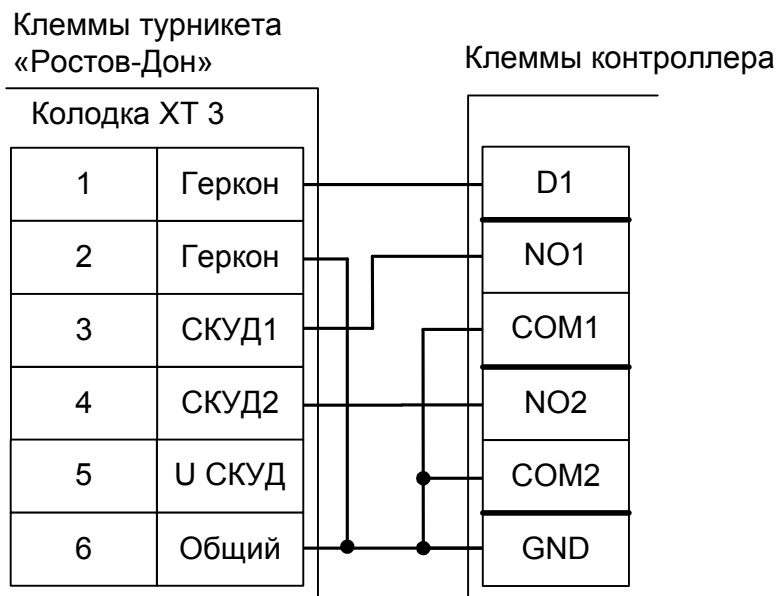 Клеммы турникета
«Ростов-Дон»
Клеммы контроллера
Колодка XT 3
1 Геркон D1
2 Геркон NO1
3 СКУД1 COM1
4 СКУД2 NO2
5 U СКУД COM2
6 Общий GND